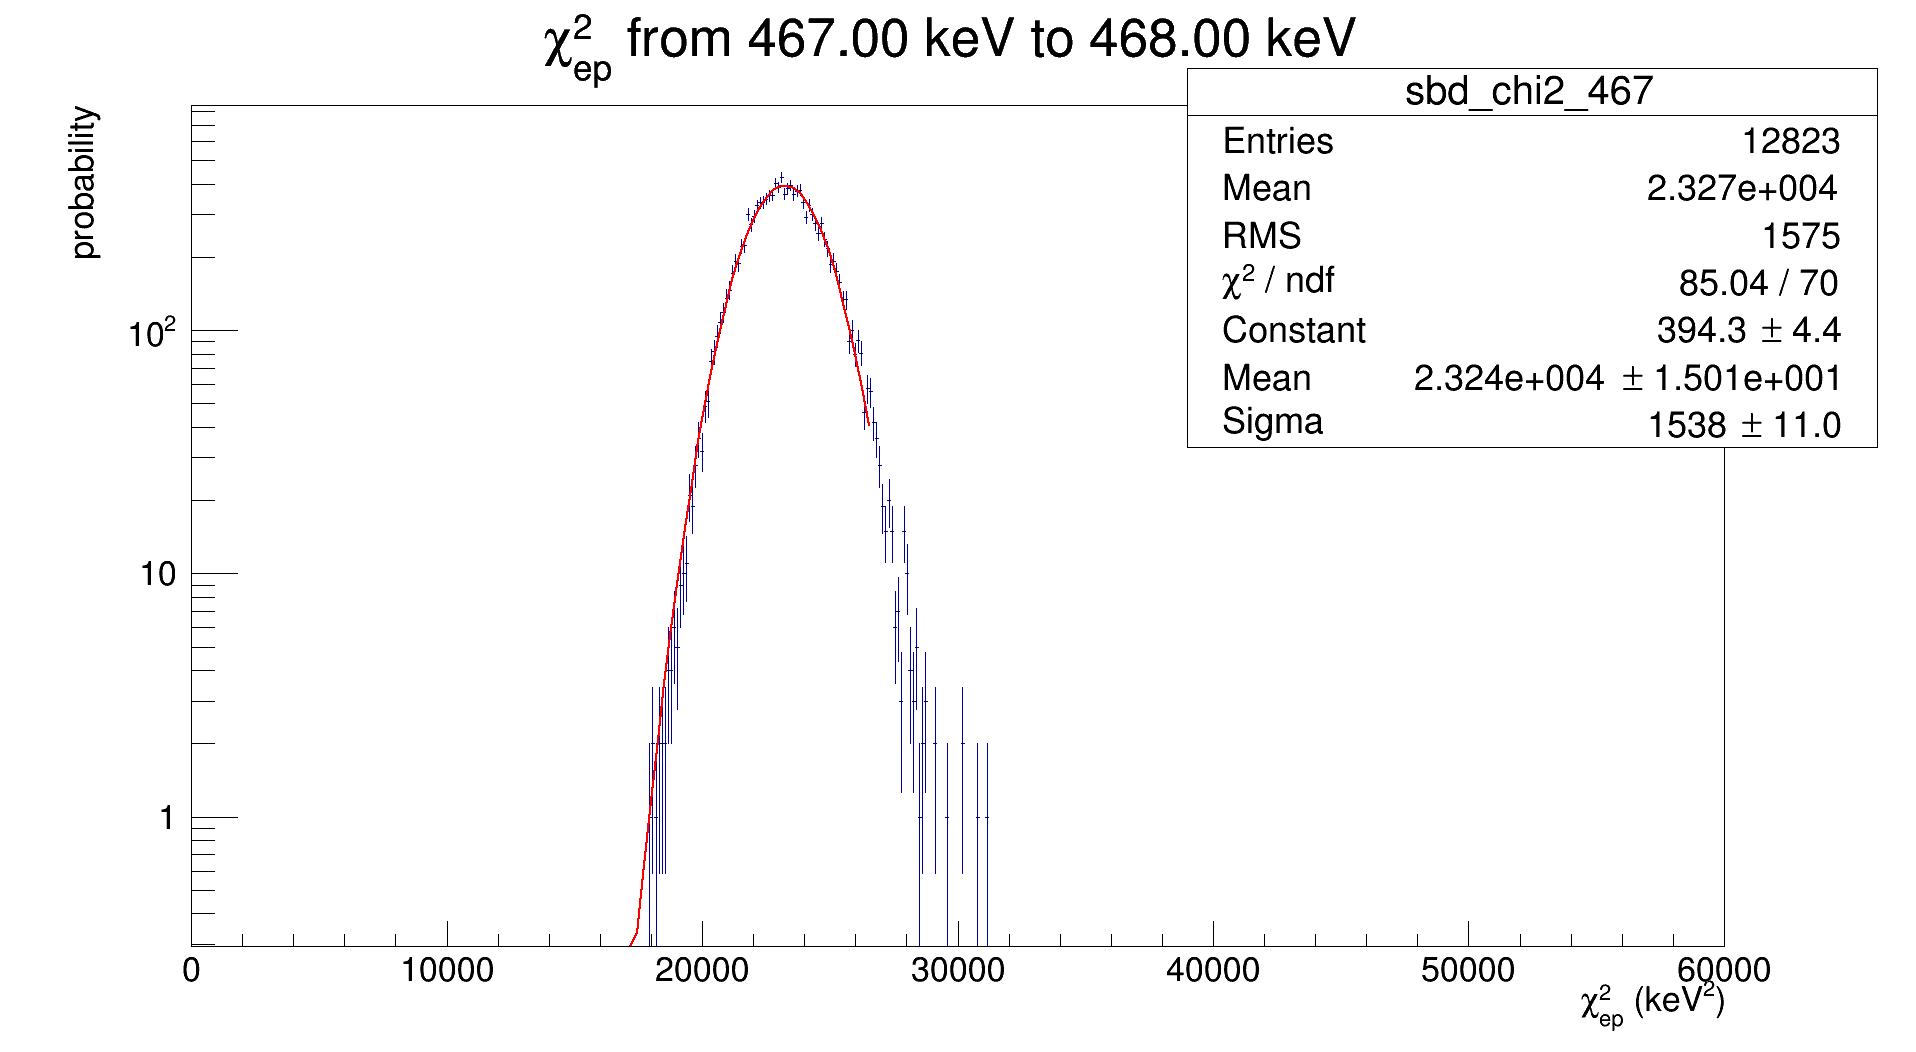 χ²ep from 467.00 keV to 468.00 keV
sbd_chi2_467
Entries 12823
Mean 2.327e+004
RMS 1575
χ² / ndf 85.04 / 70
Constant 394.3 ± 4.4
Mean 2.324e+004 ± 1.501e+001
Sigma 1538 ± 11.0
probability
10²
10
1
0 10000 20000 30000 40000 50000 60000
χ²ep (keV²)